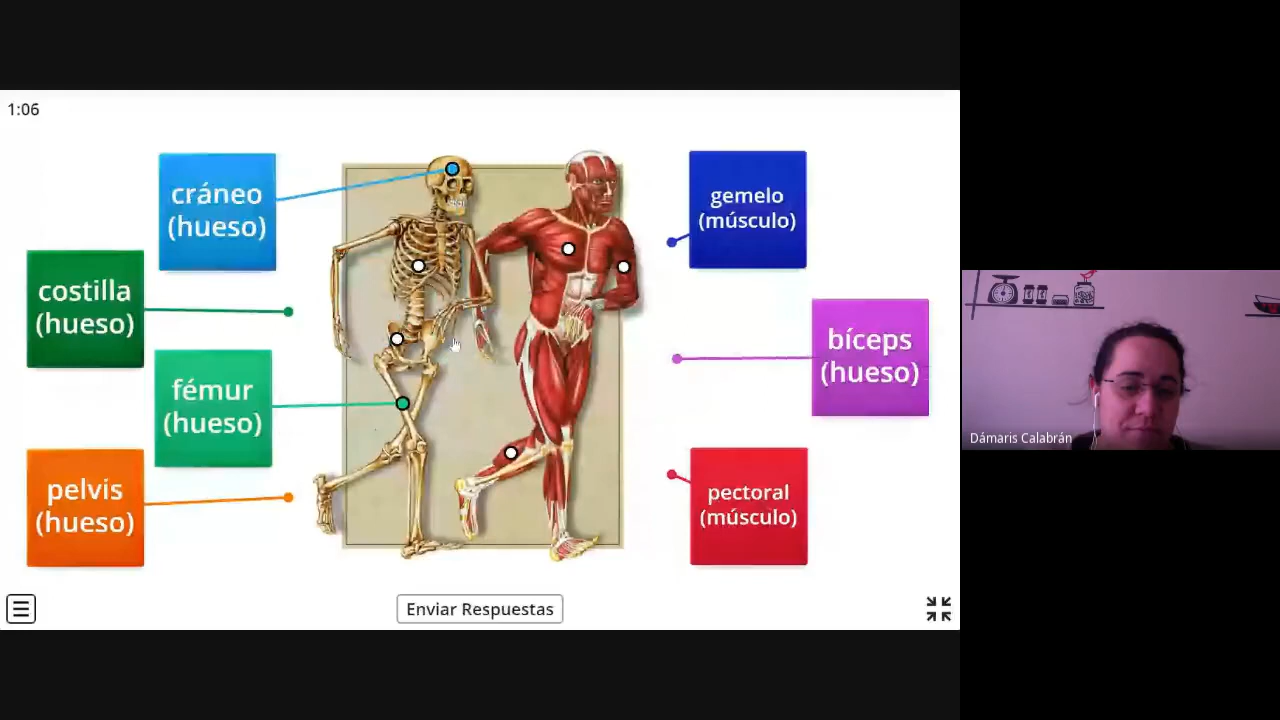 1:06
cráneo
(hueso)
costilla
(hueso)
fémur
(hueso)
pelvis
(hueso)
gemelo
(músculo)
bíceps
(hueso)
pectoral
(músculo)
Enviar Respuestas
Dámaris Calabrán